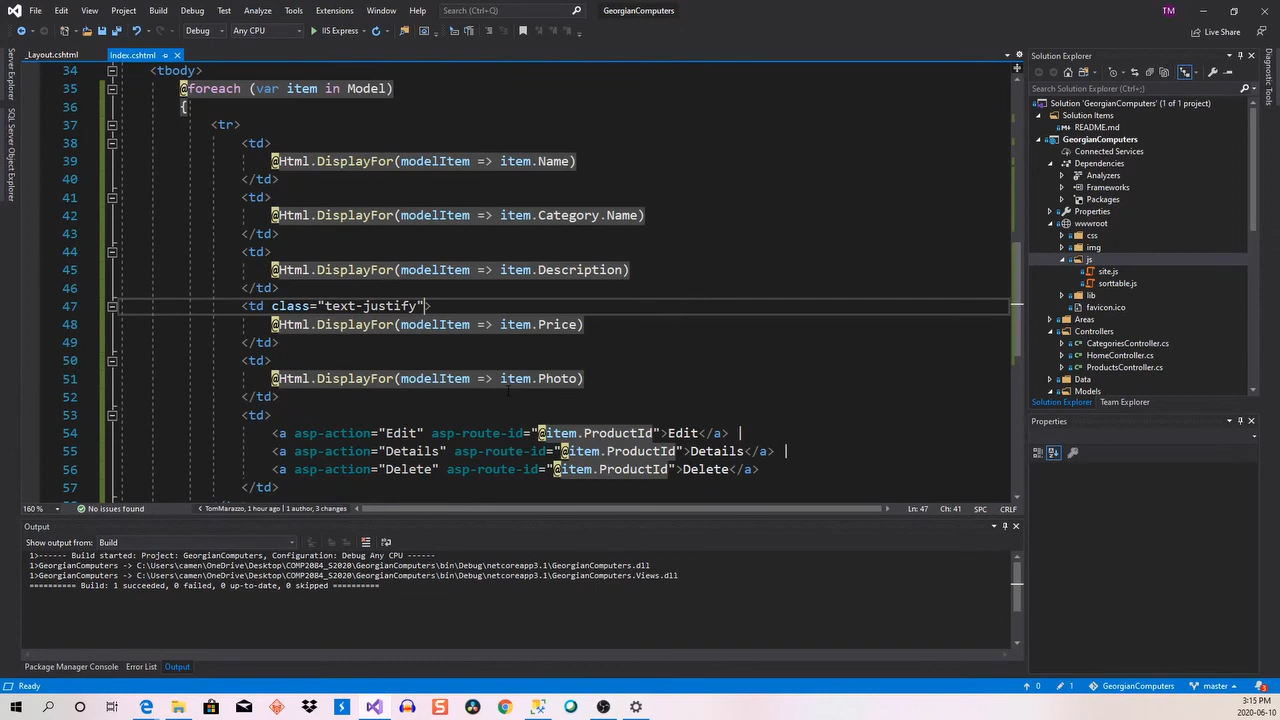 File Edit View Project Build Debug Test Analyze Tools Extensions Window Help Search (Ctrl+Q) GeorgianComputers TM
Debug Any CPU IIS Express Live Share
Server Explorer
SQL Server Object Explorer
_Layout.cshtml Index.cshtml
34 <tbody>
35 @foreach (var item in Model)
36 {
37 <tr>
38 <td>
39 @Html.DisplayFor(modelItem => item.Name)
40 </td>
41 <td>
42 @Html.DisplayFor(modelItem => item.Category.Name)
43 </td>
44 <td>
45 @Html.DisplayFor(modelItem => item.Description)
46 </td>
47 <td class="text-justify">
48 @Html.DisplayFor(modelItem => item.Price)
49 </td>
50 <td>
51 @Html.DisplayFor(modelItem => item.Photo)
52 </td>
53 <td>
54 <a asp-action="Edit" asp-route-id="@item.ProductId">Edit</a> |
55 <a asp-action="Details" asp-route-id="@item.ProductId">Details</a> |
56 <a asp-action="Delete" asp-route-id="@item.ProductId">Delete</a>
57 </td>
160 % No issues found TomMarazzo, 1 hour ago | 1 author, 3 changes Ln: 47 Ch: 41 SPC CRLF
Output
Show output from: Build
1>------ Build started: Project: GeorgianComputers, Configuration: Debug Any CPU ------
1>GeorgianComputers -> C:\Users\camen\OneDrive\Desktop\COMP2084_S2020\GeorgianComputers\bin\Debug\netcoreapp3.1\GeorgianComputers.dll
1>GeorgianComputers -> C:\Users\camen\OneDrive\Desktop\COMP2084_S2020\GeorgianComputers\bin\Debug\netcoreapp3.1\GeorgianComputers.Views.dll
========== Build: 1 succeeded, 0 failed, 0 up-to-date, 0 skipped ==========
Package Manager Console Error List Output
Solution Explorer
Search Solution Explorer (Ctrl+;)
Solution 'GeorgianComputers' (1 of 1 project)
Solution Items
README.md
GeorgianComputers
Connected Services
Dependencies
Analyzers
Frameworks
Packages
Properties
wwwroot
css
img
js
site.js
sorttable.js
lib
favicon.ico
Areas
Controllers
CategoriesController.cs
HomeController.cs
ProductsController.cs
Data
Models
Solution Explorer Team Explorer
Properties
Diagnostic Tools
Ready 0 1 GeorgianComputers master 3
3:15 PM
2020-06-10